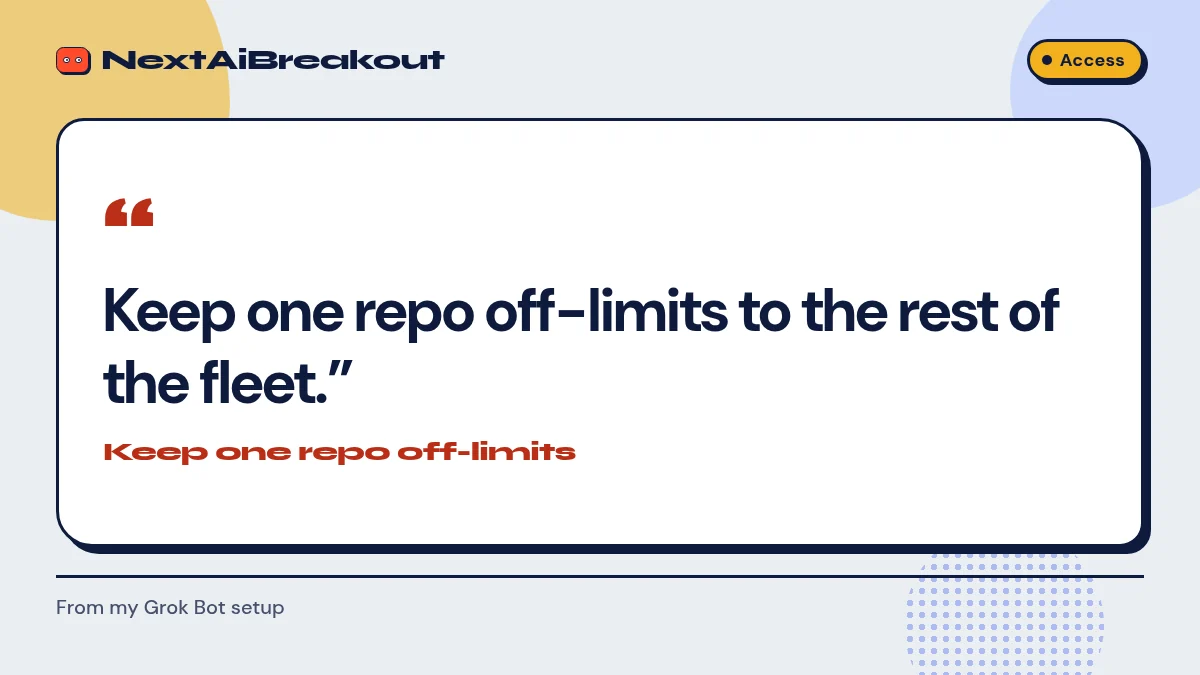 NextAiBreakout
Access
“
Keep one repo off-limits to the rest of
the fleet.”
Keep one repo off-limits
From my Grok Bot setup